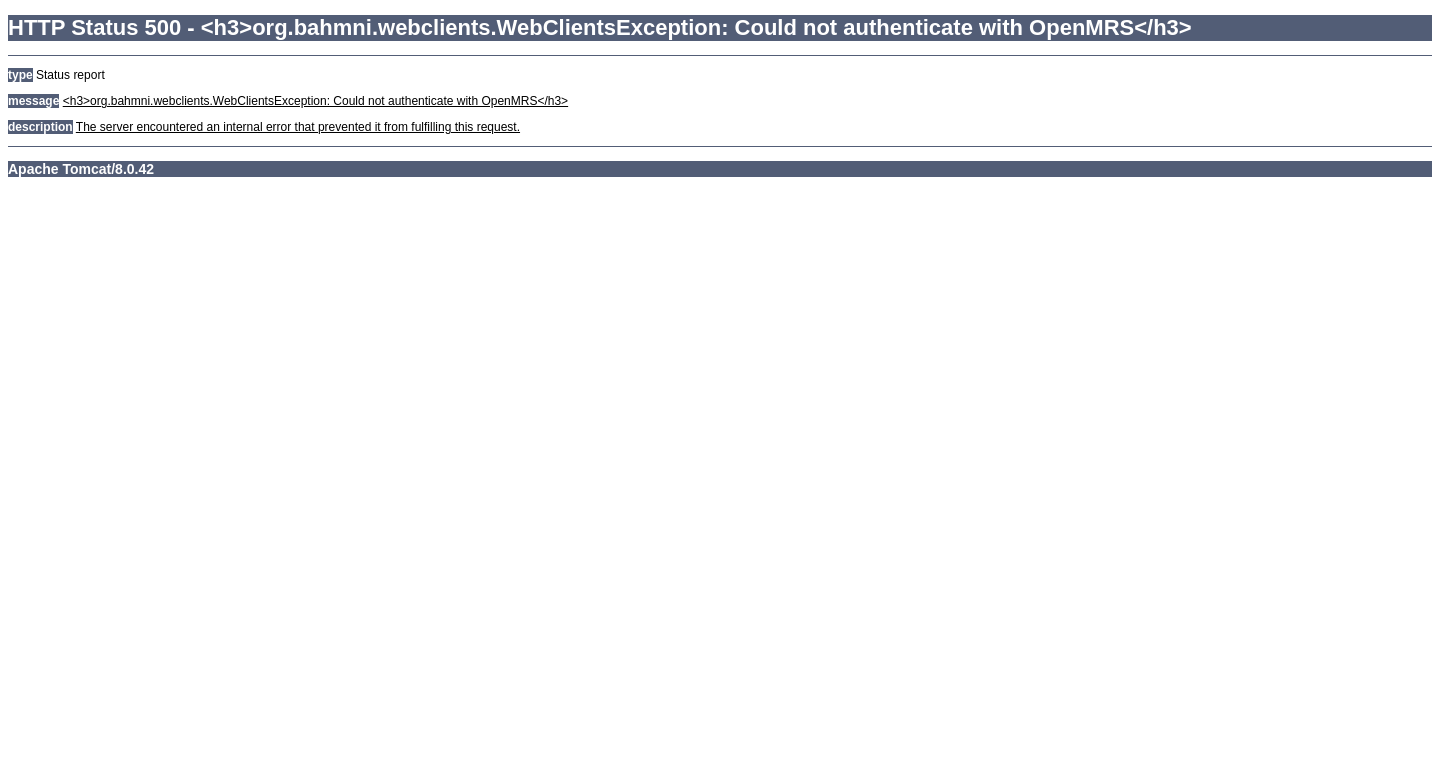 HTTP Status 500 - <h3>org.bahmni.webclients.WebClientsException: Could not authenticate with OpenMRS</h3>
type Status report
message <h3>org.bahmni.webclients.WebClientsException: Could not authenticate with OpenMRS</h3>
description The server encountered an internal error that prevented it from fulfilling this request.
Apache Tomcat/8.0.42